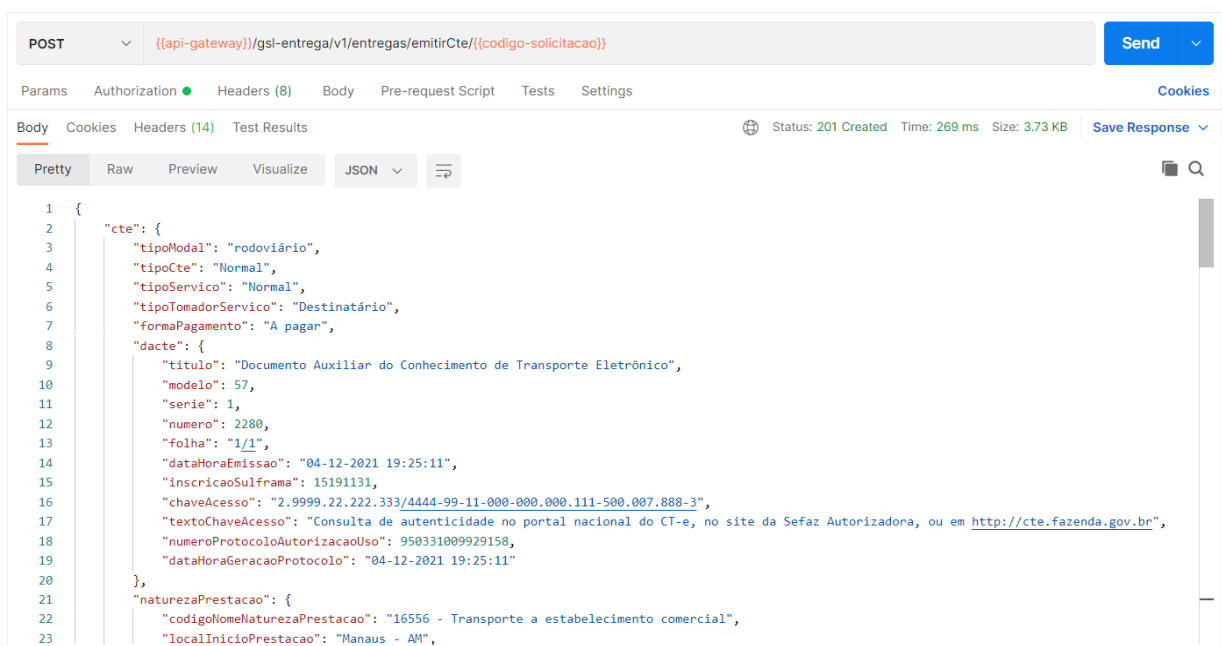 POST {{api-gateway}}/gsl-entrega/v1/entregas/emitirCte/{{codigo-solicitacao}} Send
Params Authorization Headers (8) Body Pre-request Script Tests Settings Cookies
Body Cookies Headers (14) Test Results Status: 201 Created Time: 269 ms Size: 3.73 KB Save Response
Pretty Raw Preview Visualize JSON
1 {
2 "cte": {
3 "tipoModal": "rodoviário",
4 "tipoCte": "Normal",
5 "tipoServico": "Normal",
6 "tipoTomadorServico": "Destinatário",
7 "formaPagamento": "A pagar",
8 "dacte": {
9 "titulo": "Documento Auxiliar do Conhecimento de Transporte Eletrônico",
10 "modelo": 57,
11 "serie": 1,
12 "numero": 2280,
13 "folha": "1/1",
14 "dataHoraEmissao": "04-12-2021 19:25:11",
15 "inscricaoSulframa": 15191131,
16 "chaveAcesso": "2.9999.22.222.333/4444-99-11-000-000.000.111-500.007.888-3",
17 "textoChaveAcesso": "Consulta de autenticidade no portal nacional do CT-e, no site da Sefaz Autorizadora, ou em http://cte.fazenda.gov.br",
18 "numeroProtocoloAutorizacaoUso": 950331009929158,
19 "dataHoraGeracaoProtocolo": "04-12-2021 19:25:11"
20 },
21 "naturezaPrestacao": {
22 "codigoNomeNaturezaPrestacao": "16556 - Transporte a estabelecimento comercial",
23 "localInicioPrestacao": "Manaus - AM",